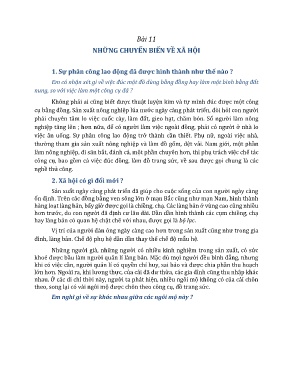 Bài 11
NHỮNG CHUYỂN BIẾN VỀ XÃ HỘI
1. Sự phân công lao động đã được hình thành như thế nào ?
Em có nhận xét gì về việc đúc một đồ dùng bằng đồng hay làm một bình bằng đất
nung, so với việc làm một công cụ đá ?
Không phải ai cũng biết được thuật luyện kim và tự mình đúc được một công
cụ bằng đồng. Sản xuất nông nghiệp lúa nước ngày càng phát triển, đòi hỏi con người
phải chuyên tâm lo việc cuốc cày, làm đất, gieo hạt, chăm bón. Số người làm nông
nghiệp tăng lên ; hơn nữa, để có người làm việc ngoài đồng, phải có người ở nhà lo
việc ăn uống. Sự phân công lao động trở thành cần thiết. Phụ nữ, ngoài việc nhà,
thường tham gia sản xuất nông nghiệp và làm đồ gốm, dệt vải. Nam giới, một phần
làm nông nghiệp, đi săn bắt, đánh cá, một phần chuyên hơn, thì phụ trách việc chế tác
công cụ, bao gồm cả việc đúc đồng, làm đồ trang sức, về sau được gọi chung là các
nghề thủ công.
2. Xã hội có gì đổi mới ?
Sản xuất ngày càng phát triển đã giúp cho cuộc sống của con người ngày càng
ổn định. Trên các đồng bằng ven sông lớn ở mạn Bắc cũng như mạn Nam, hình thành
hàng loạt làng bản, bấy giờ được gọi là chiềng, chạ. Các làng bản ở vùng cao cũng nhiều
hơn trước, do con người đã định cư lâu dài. Dần dần hình thành các cụm chiềng, chạ
hay làng bản có quan hệ chặt chẽ với nhau, được gọi là bộ lạc.
Vị trí của người đàn ông ngày càng cao hơn trong sản xuất cũng như trong gia
đình, làng bản. Chế độ phụ hệ dần dần thay thế chế độ mẫu hệ.
Những người già, những người có nhiều kinh nghiệm trong sản xuất, có sức
khoẻ được bầu làm người quản lí làng bản. Mặc dù mọi người đều bình đẳng, nhưng
khi có việc cần, người quản lí có quyền chỉ huy, sai bảo và được chia phần thu hoạch
lớn hơn. Ngoài ra, khi lương thực, của cải đã dư thừa, các gia đình cũng thu nhập khác
nhau. Ở các di chỉ thời này, người ta phát hiện, nhiều ngôi mộ không có của cải chôn
theo, song lại có vài ngôi mộ được chôn theo công cụ, đồ trang sức.
Em nghĩ gì về sự khác nhau giữa các ngôi mộ này ?